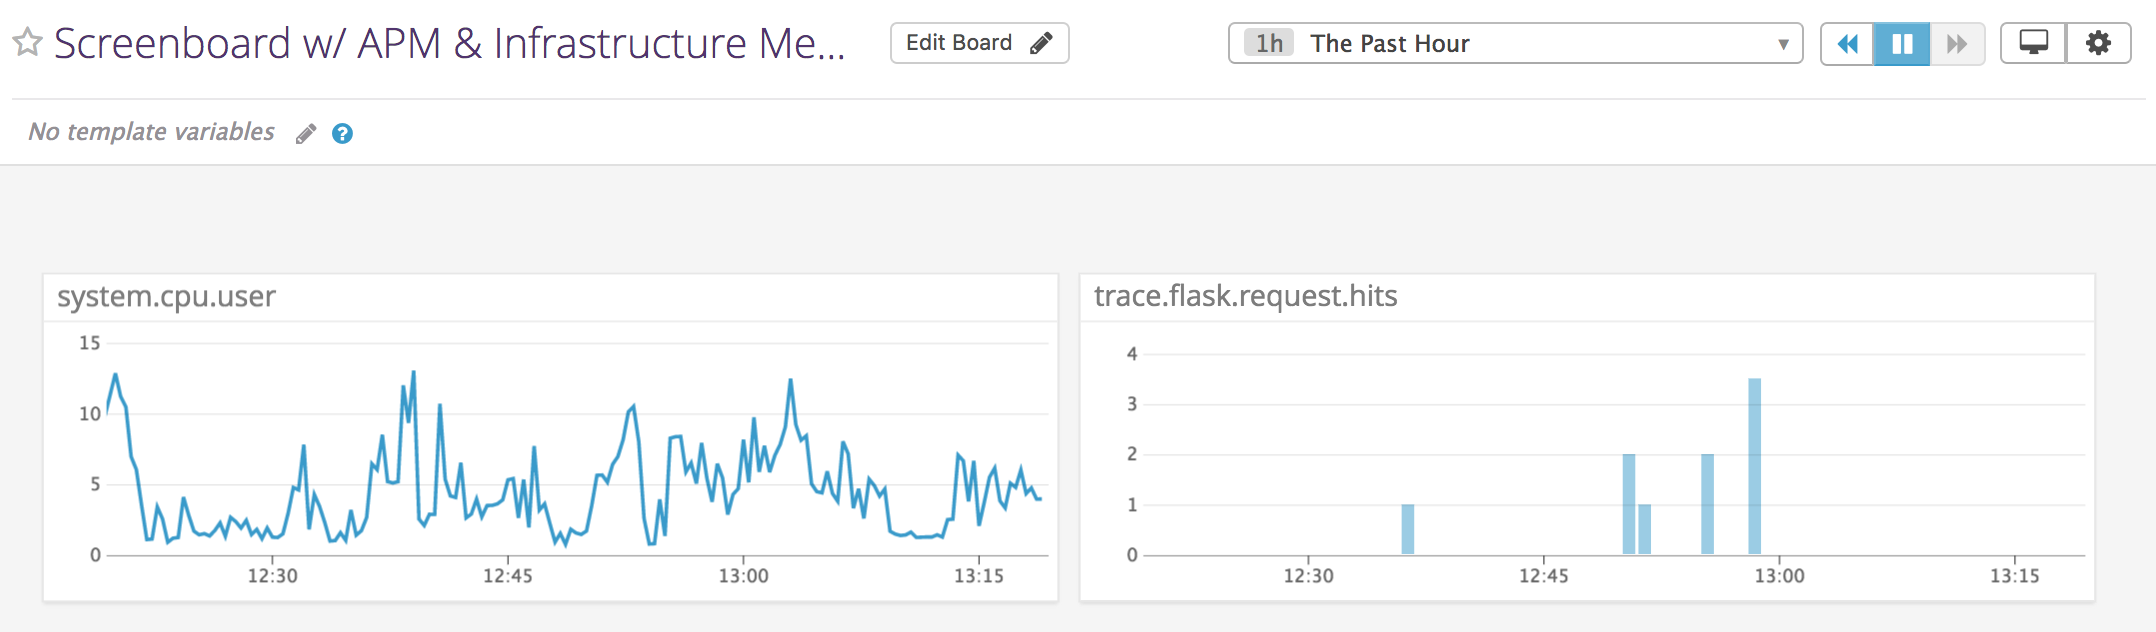 Screenboard w/ APM & Infrastructure Me... Edit Board 1h The Past Hour
No template variables ?
system.cpu.user
15
10
5
0
12:30 12:45 13:00 13:15
trace.flask.request.hits
4
3
2
1
0
12:30 12:45 13:00 13:15